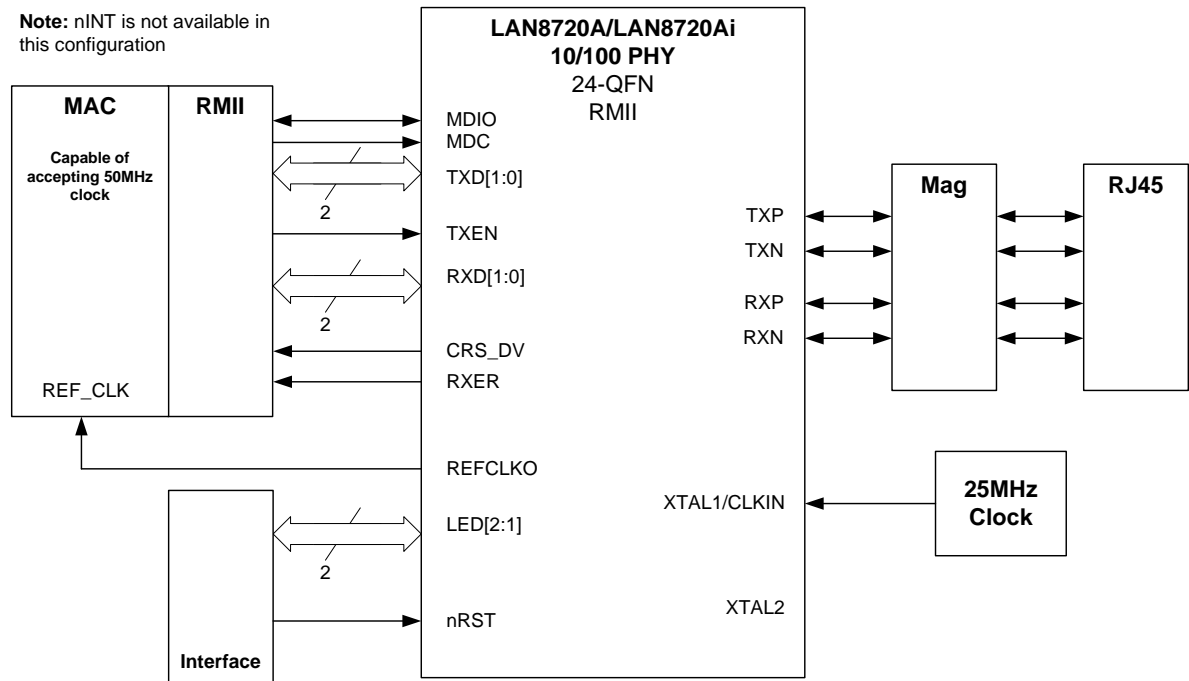 Note: nINT is not available in
this configuration
LAN8720A/LAN8720Ai
10/100 PHY
24-QFN
RMII
MAC
RMII
Capable of
accepting 50MHz
clock
REF_CLK
MDIO
MDC
TXD[1:0]
2
TXEN
RXD[1:0]
2
CRS_DV
RXER
REFCLKO
LED[2:1]
2
nRST
Interface
TXP
TXN
RXP
RXN
Mag
RJ45
XTAL1/CLKIN
25MHz
Clock
XTAL2